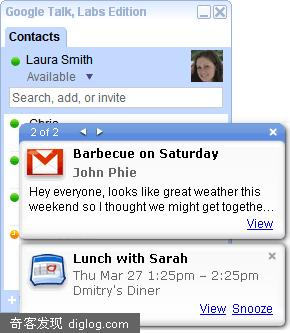 Google Talk, Labs Edition
Contacts
Laura Smith
Available
Search, add, or invite
2 of 2
Barbecue on Saturday
John Phie
Hey everyone, looks like great weather this
weekend so I thought we might get togethe...
View
Lunch with Sarah
Thu Mar 27 1:25pm – 2:25pm
Dmitry's Diner
View Snooze
奇客发现 diglog.com